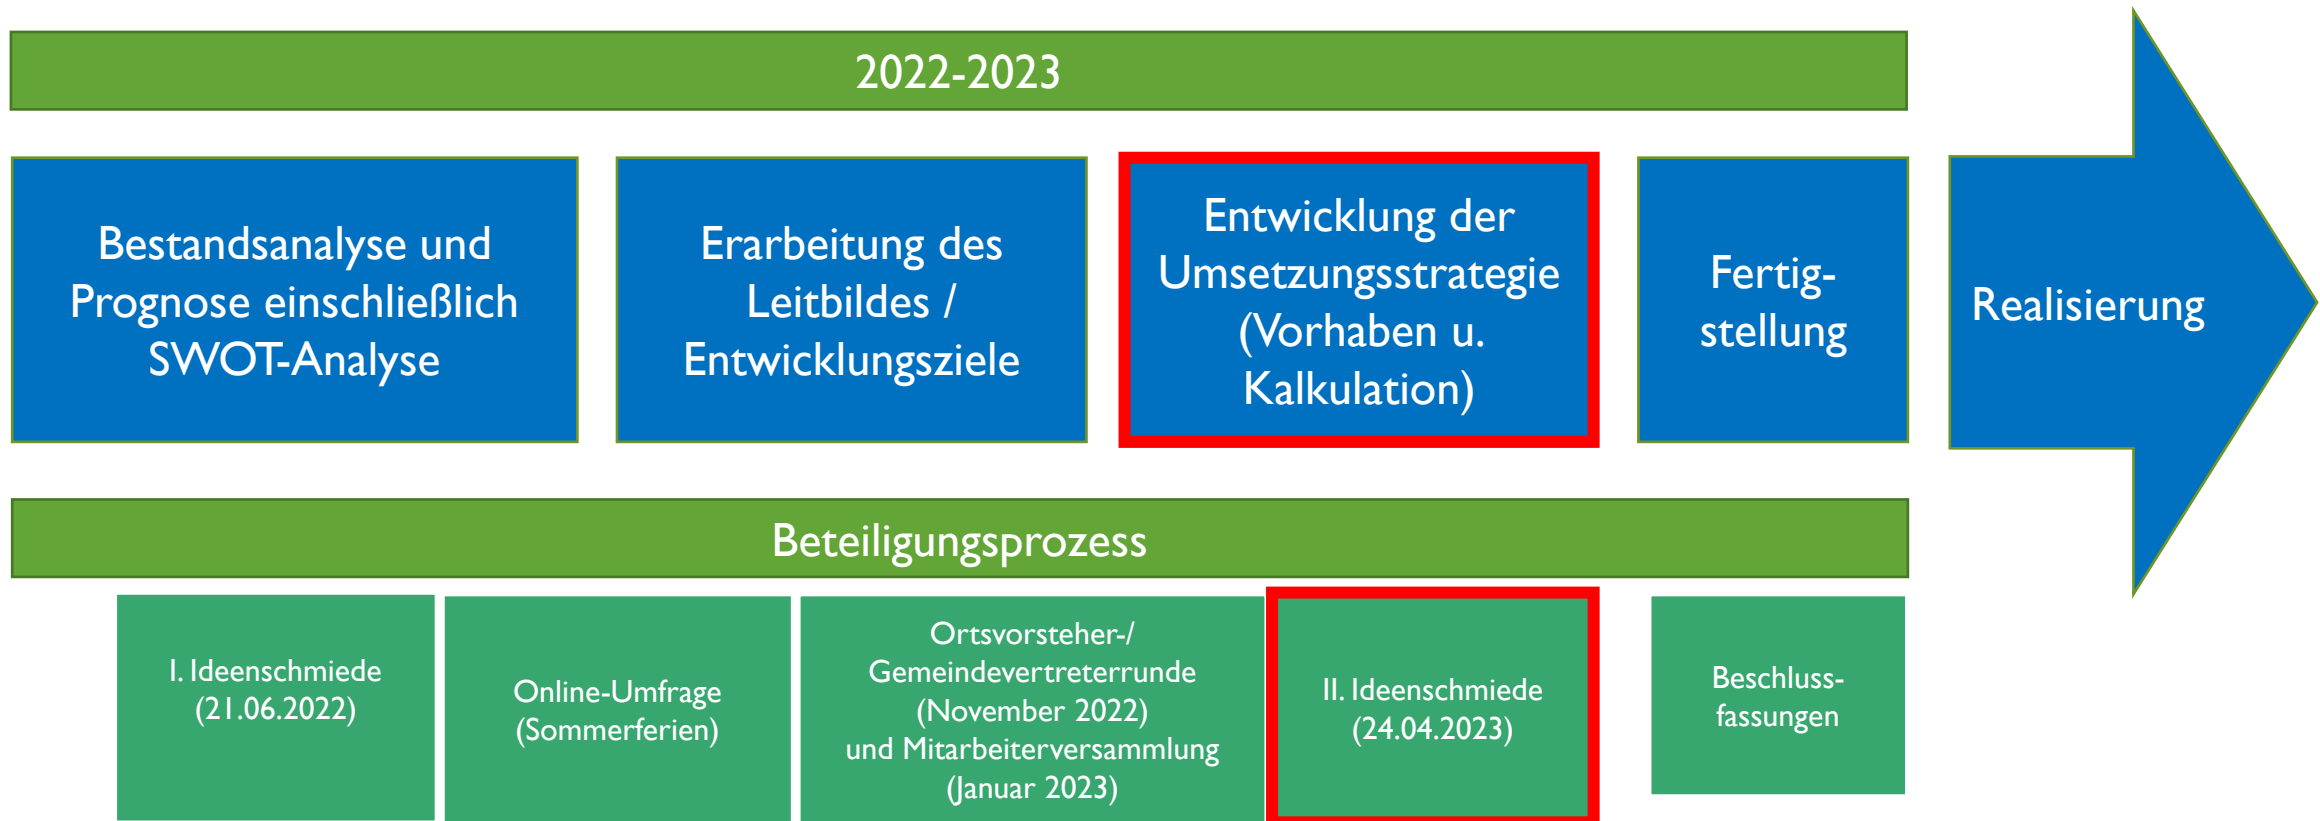 2022-2023
Bestandsanalyse und
Prognose einschließlich
SWOT-Analyse
Erarbeitung des
Leitbildes /
Entwicklungsziele
Entwicklung der
Umsetzungsstrategie
(Vorhaben u.
Kalkulation)
Fertig-
stellung
Realisierung
Beteiligungsprozess
I. Ideenschmiede
(21.06.2022)
Online-Umfrage
(Sommerferien)
Ortsvorsteher-/
Gemeindevertreterrunde
(November 2022)
und Mitarbeiterversammlung
(Januar 2023)
II. Ideenschmiede
(24.04.2023)
Beschluss-
fassungen